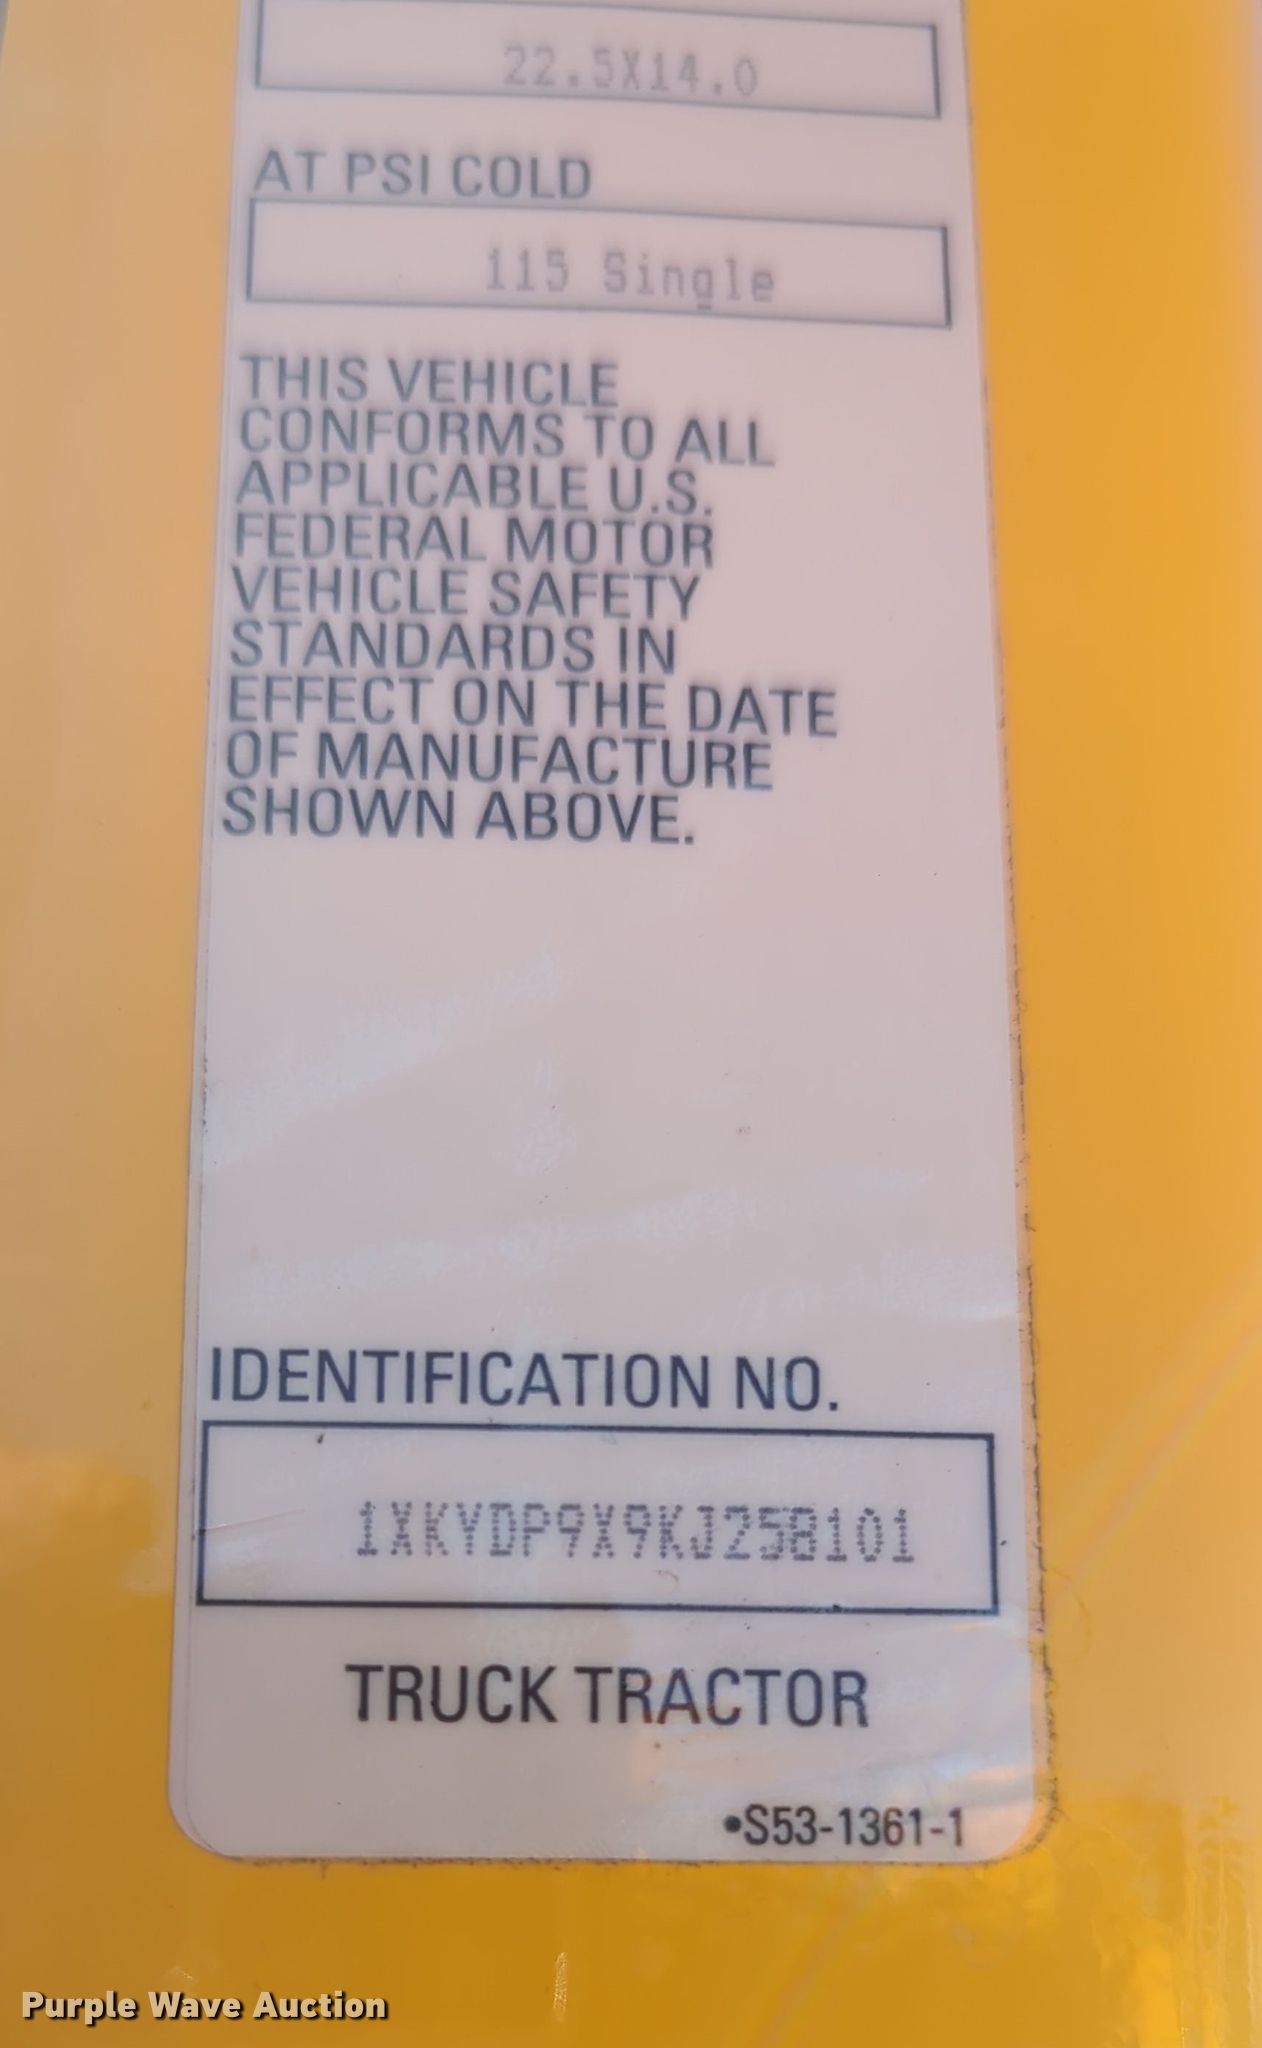 22.5X14.0
AT PSI COLD
115 Single
THIS VEHICLE
CONFORMS TO ALL
APPLICABLE U.S.
FEDERAL MOTOR
VEHICLE SAFETY
STANDARDS IN
EFFECT ON THE DATE
OF MANUFACTURE
SHOWN ABOVE.
IDENTIFICATION NO.
1XKYDP9X9KJ258101
TRUCK TRACTOR
•S53-1361-1
Purple Wave Auction